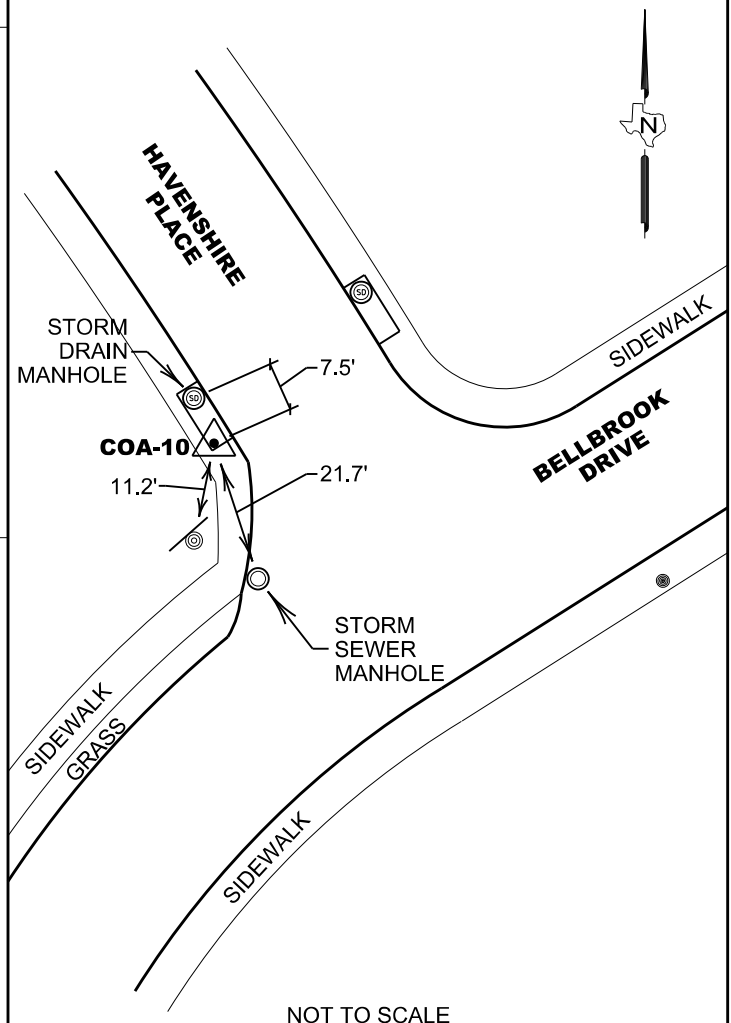 N
HAVENSHIRE
PLACE
SD
SIDEWALK
STORM
DRAIN
MANHOLE
7.5'
SD
BELLBROOK
DRIVE
COA-10
11.2'
21.7'
STORM
SEWER
MANHOLE
SIDEWALK
GRASS
SIDEWALK
NOT TO SCALE